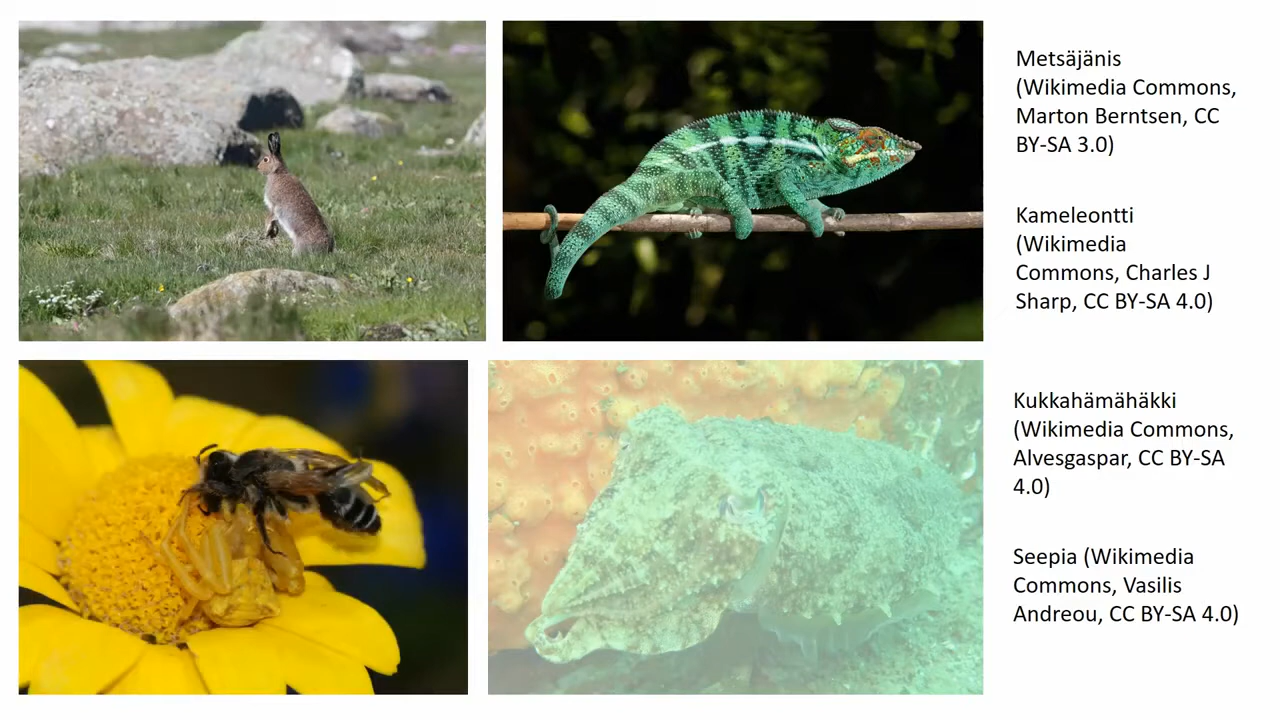 Metsäjänis
(Wikimedia Commons,
Marton Berntsen, CC
BY-SA 3.0)
Kameleontti
(Wikimedia
Commons, Charles J
Sharp, CC BY-SA 4.0)
Kukkahämähäkki
(Wikimedia Commons,
Alvesgaspar, CC BY-SA
4.0)
Seepia (Wikimedia
Commons, Vasilis
Andreou, CC BY-SA 4.0)